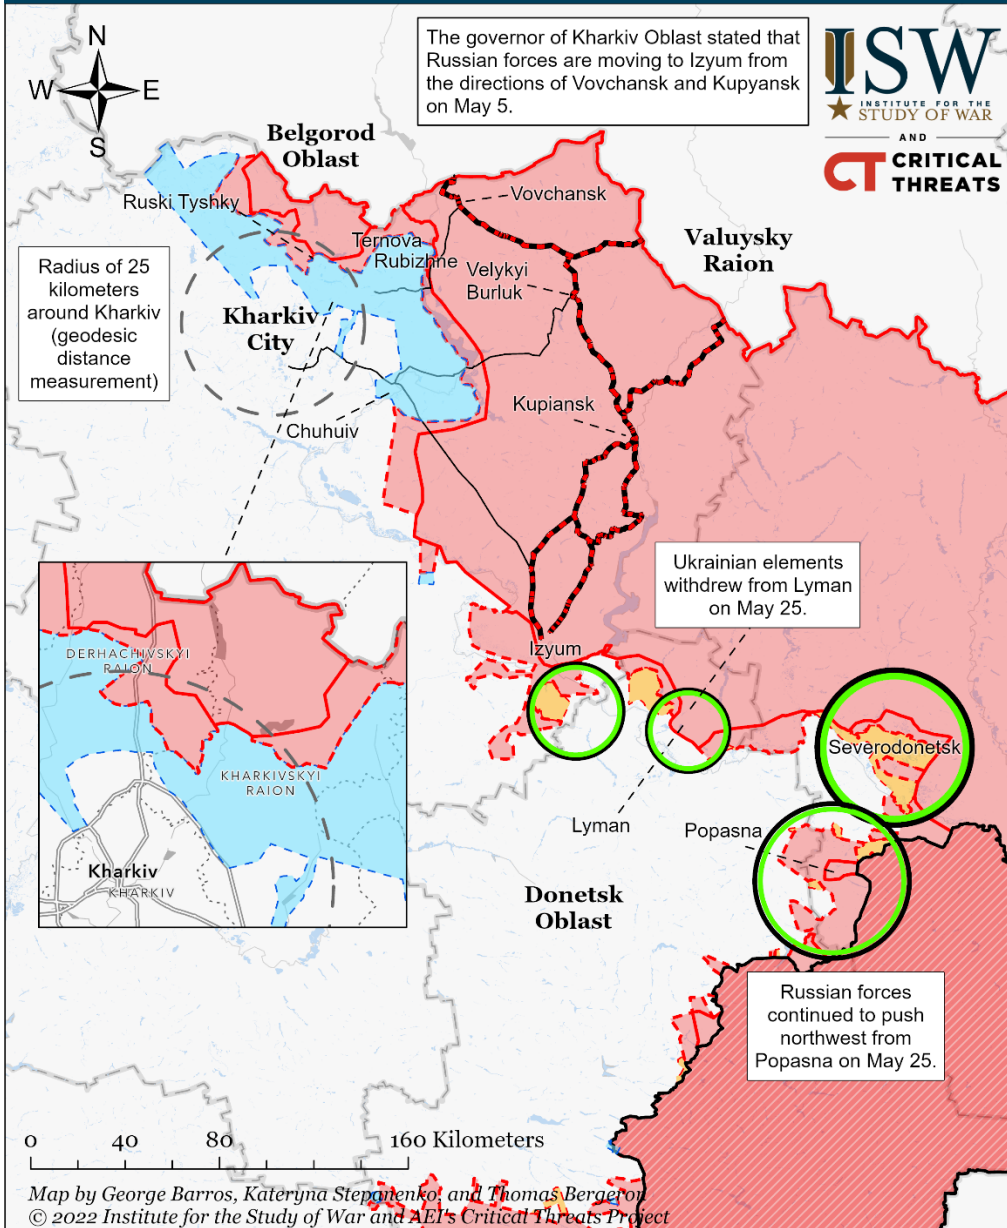 The governor of Kharkiv Oblast stated that
Russian forces are moving to Izyum from
the directions of Vovchansk and Kupyansk
on May 5.
ISW
INSTITUTE FOR THE
STUDY OF WAR
AND
CT CRITICAL
THREATS
N
W
E
S
Belgorod
Oblast
Ruski Tyshky
Vovchansk
Ternova
Rubizhne
Valuysky
Raion
Radius of 25
kilometers
around Kharkiv
(geodesic
distance
measurement)
Velykyi
Burluk
Kharkiv
City
Kupiansk
Chuhuiv
Ukrainian elements
withdrew from Lyman
on May 25.
DERHACHIVSKYI
RAION
KHARKIVSKYI
RAION
Kharkiv
KHARKIV
Izyum
Severodonetsk
Lyman
Popasna
Donetsk
Oblast
Russian forces
continued to push
northwest from
Popasna on May 25.
0 40 80 160 Kilometers
Map by George Barros, Kateryna Stepanenko, and Thomas Bergeron
© 2022 Institute for the Study of War and AEI's Critical Threats Project